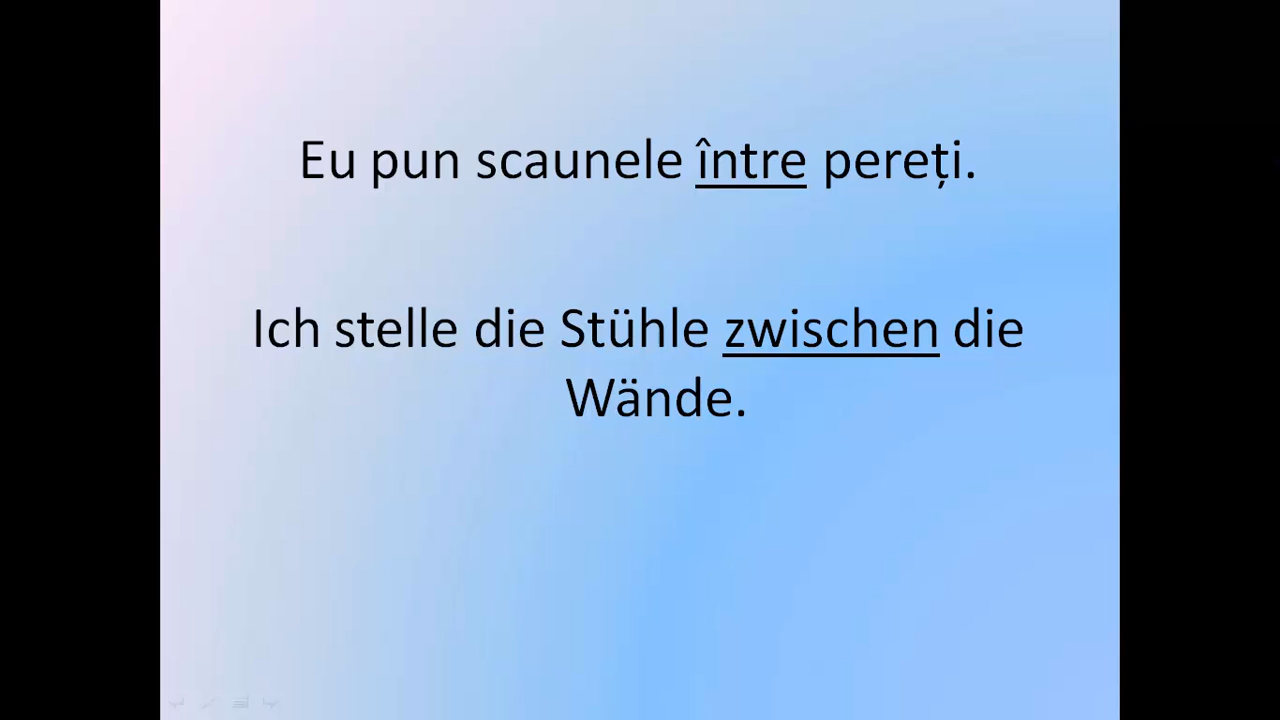 Eu pun scaunele între pereți.
Ich stelle die Stühle zwischen die
Wände.